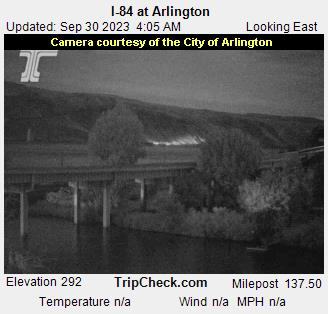 I-84 at Arlington
Updated: Sep 30 2023 4:05 AM Looking East
Camera courtesy of the City of Arlington
Elevation 292 TripCheck.com Milepost 137.50
Temperature n/a Wind n/a MPH n/a